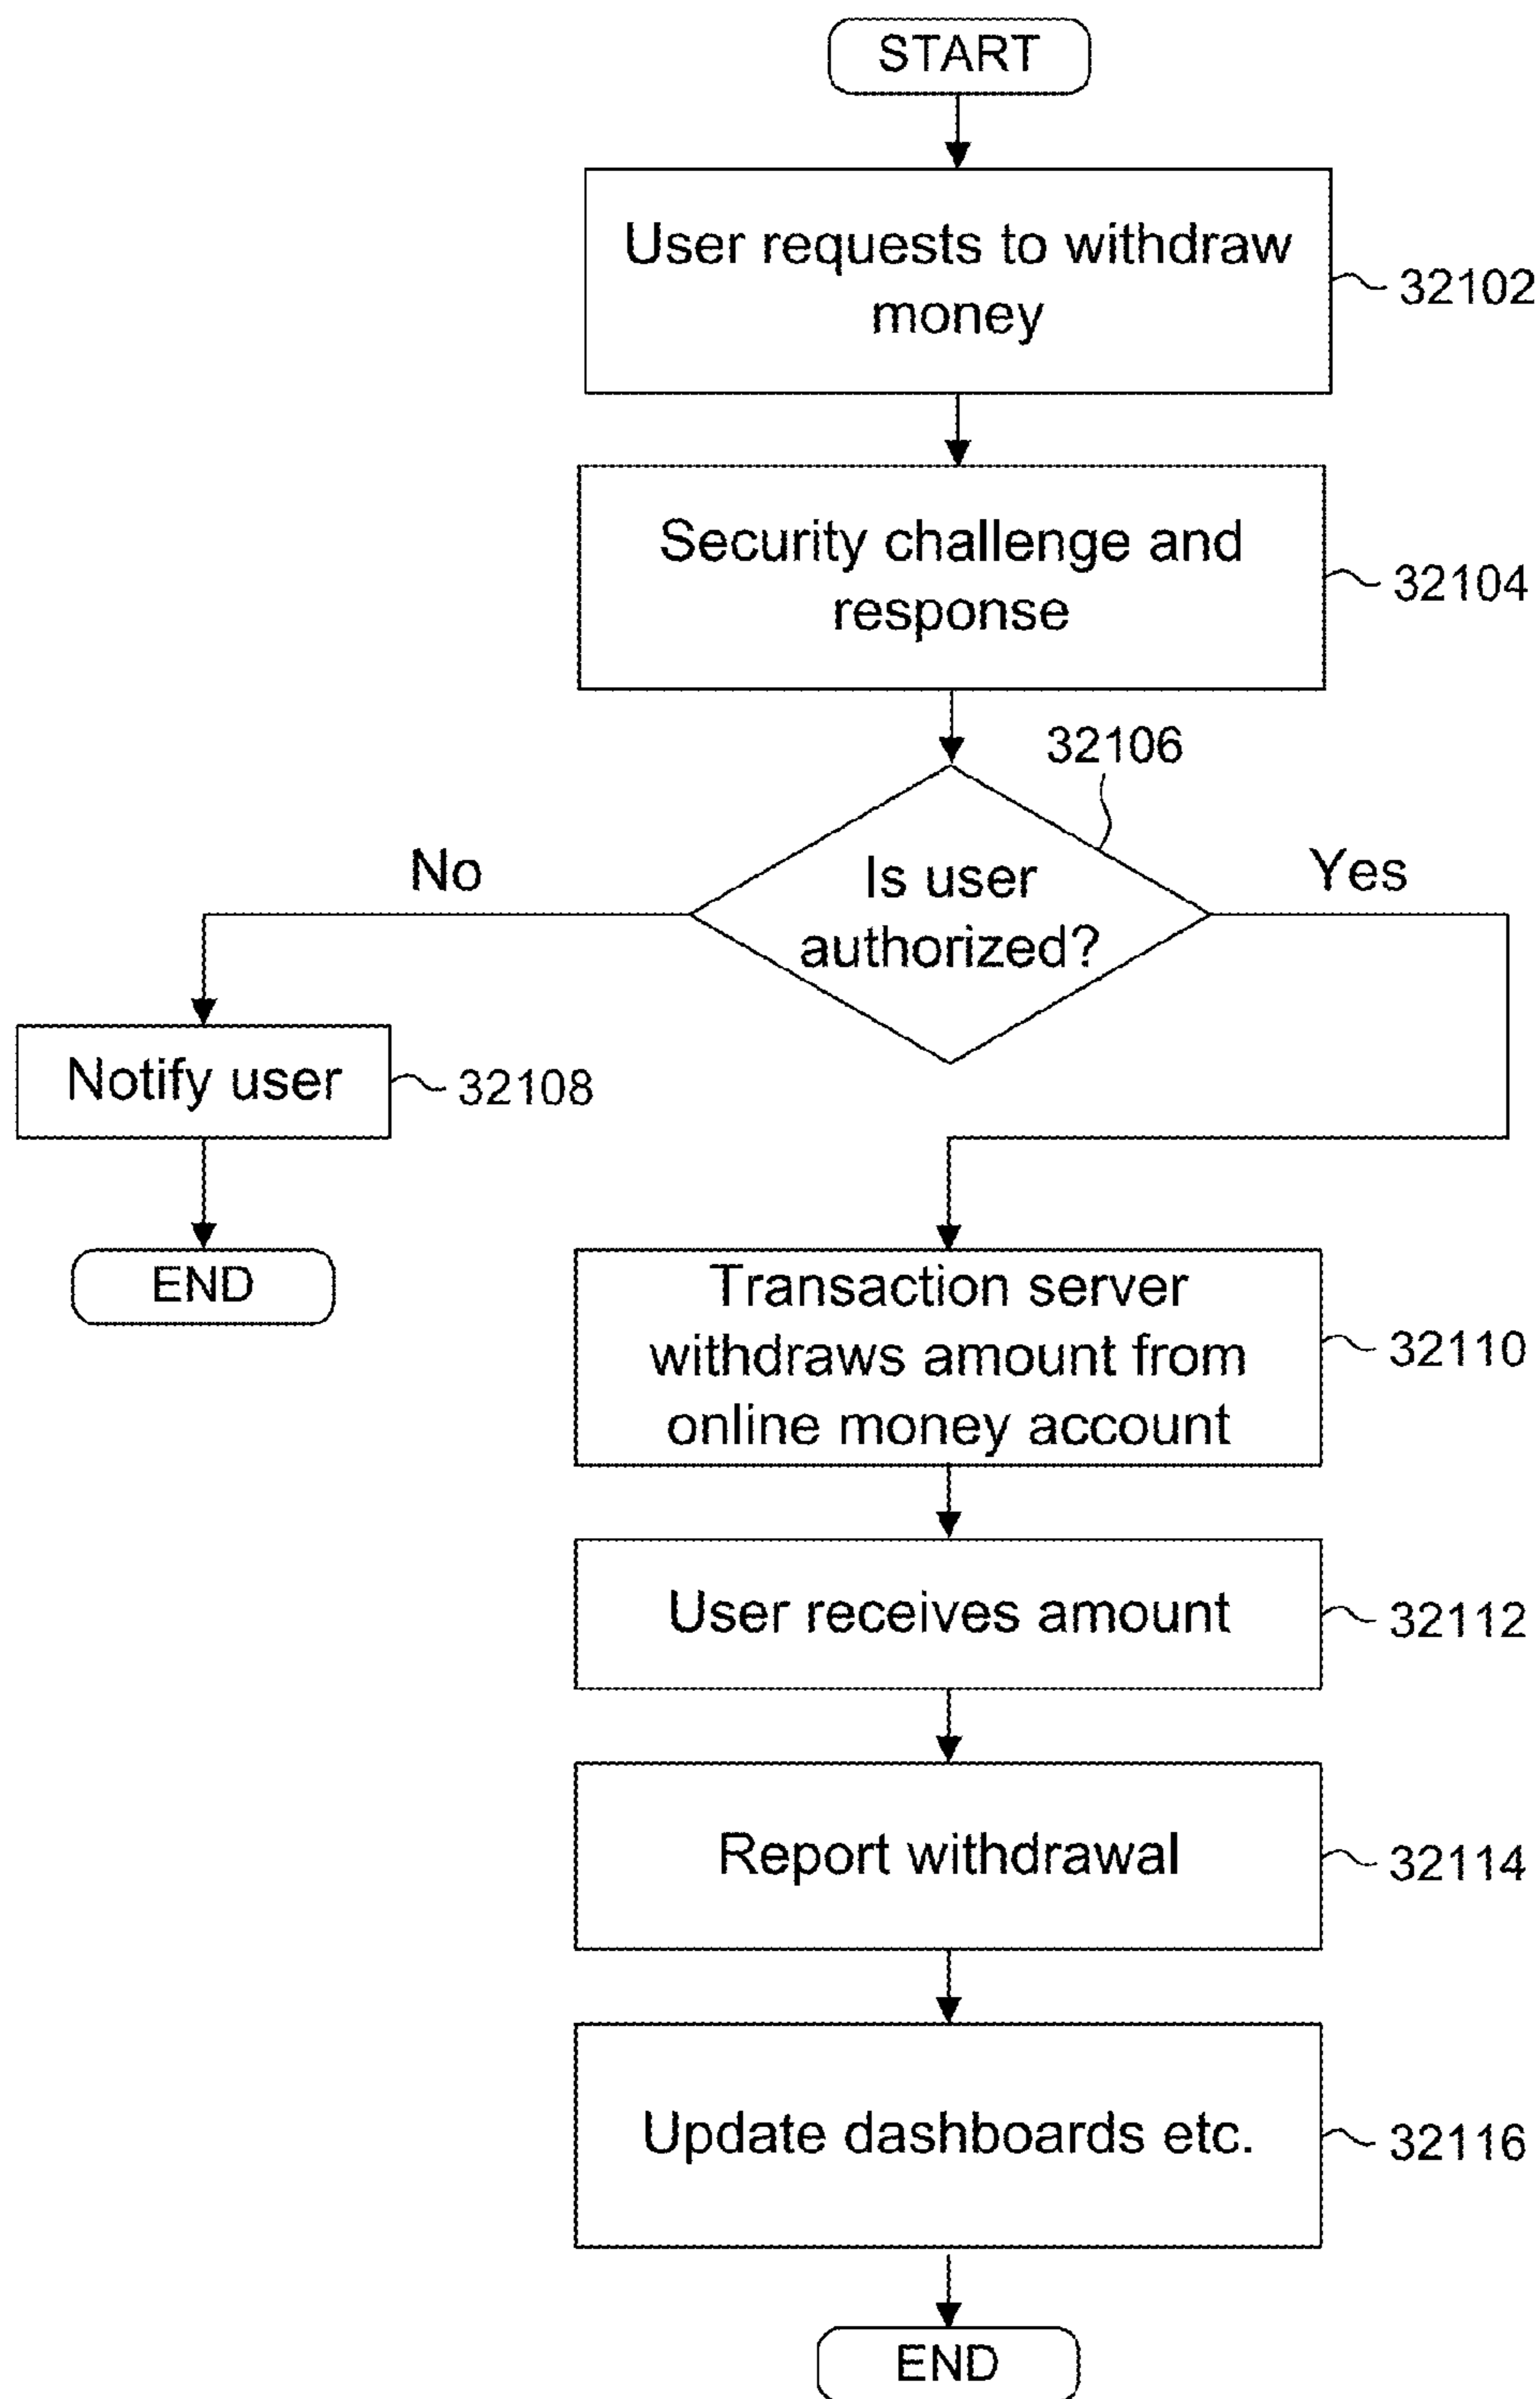 START
User requests to withdraw
money
32102
Security challenge and
response
32104
32106
Is user
authorized?
No
Yes
Notify user
32108
END
Transaction server
withdraws amount from
online money account
32110
User receives amount
32112
Report withdrawal
32114
Update dashboards etc.
32116
END